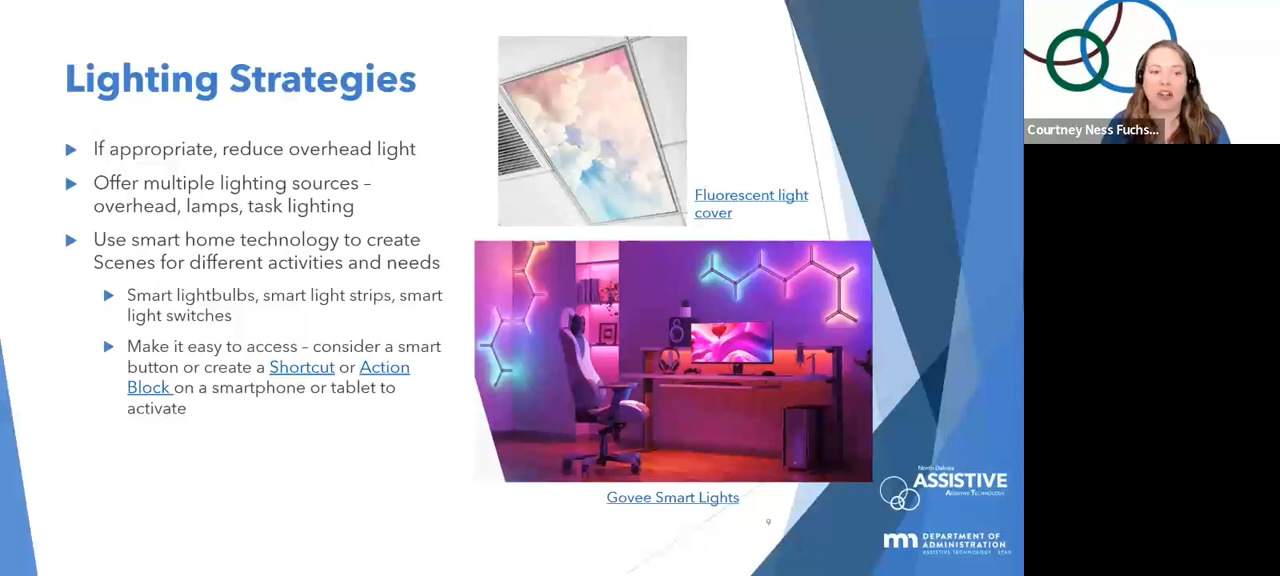 Lighting Strategies
If appropriate, reduce overhead light
Offer multiple lighting sources –
overhead, lamps, task lighting
Use smart home technology to create
Scenes for different activities and needs
Smart lightbulbs, smart light strips, smart
light switches
Make it easy to access – consider a smart
button or create a Shortcut or Action
Block on a smartphone or tablet to
activate
Fluorescent light
cover
Govee Smart Lights
9
North Dakota
ASSISTIVE
Assistive Technology
mn DEPARTMENT OF
ADMINISTRATION
ASSISTIVE TECHNOLOGY STAR
Courtney Ness Fuchs...